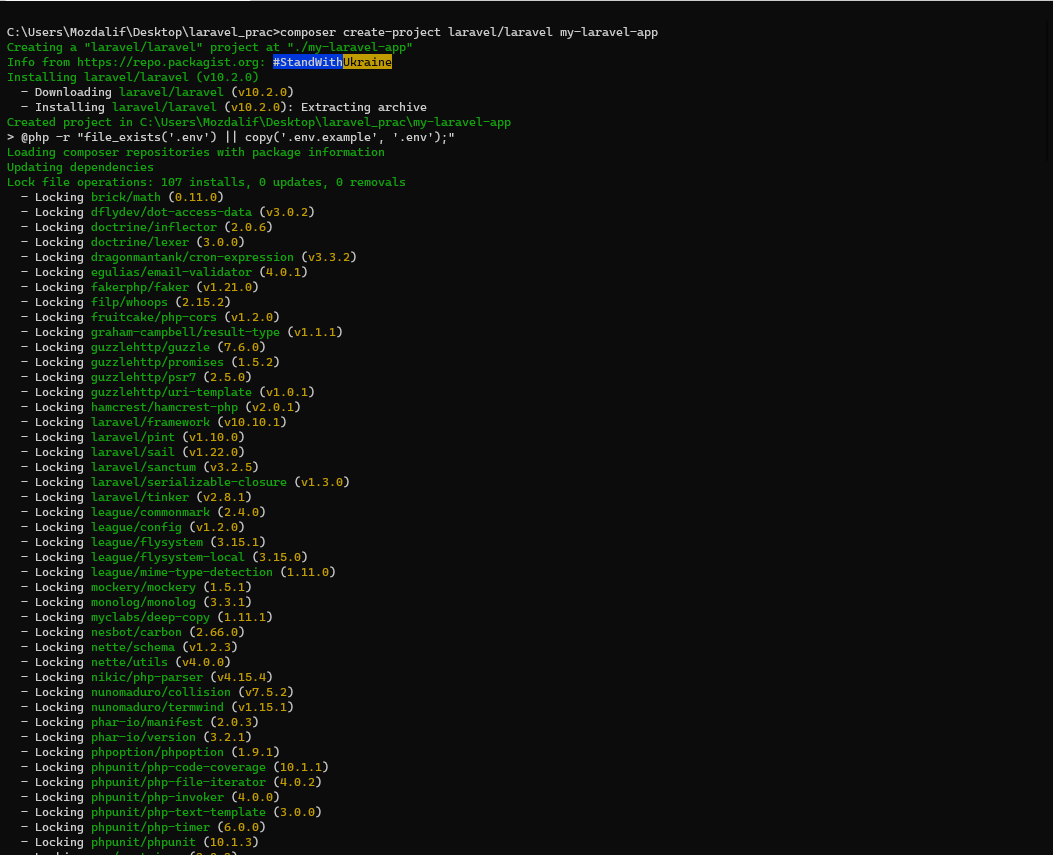 C:\Users\Mozdalif\Desktop\laravel_prac>composer create-project laravel/laravel my-laravel-app
Creating a "laravel/laravel" project at "./my-laravel-app"
Info from https://repo.packagist.org: #StandWithUkraine
Installing laravel/laravel (v10.2.0)
  - Downloading laravel/laravel (v10.2.0)
  - Installing laravel/laravel (v10.2.0): Extracting archive
Created project in C:\Users\Mozdalif\Desktop\laravel_prac\my-laravel-app
> @php -r "file_exists('.env') || copy('.env.example', '.env');"
Loading composer repositories with package information
Updating dependencies
Lock file operations: 107 installs, 0 updates, 0 removals
  - Locking brick/math (0.11.0)
  - Locking dflydev/dot-access-data (v3.0.2)
  - Locking doctrine/inflector (2.0.6)
  - Locking doctrine/lexer (3.0.0)
  - Locking dragonmantank/cron-expression (v3.3.2)
  - Locking egulias/email-validator (4.0.1)
  - Locking fakerphp/faker (v1.21.0)
  - Locking filp/whoops (2.15.2)
  - Locking fruitcake/php-cors (v1.2.0)
  - Locking graham-campbell/result-type (v1.1.1)
  - Locking guzzlehttp/guzzle (7.6.0)
  - Locking guzzlehttp/promises (1.5.2)
  - Locking guzzlehttp/psr7 (2.5.0)
  - Locking guzzlehttp/uri-template (v1.0.1)
  - Locking hamcrest/hamcrest-php (v2.0.1)
  - Locking laravel/framework (v10.10.1)
  - Locking laravel/pint (v1.10.0)
  - Locking laravel/sail (v1.22.0)
  - Locking laravel/sanctum (v3.2.5)
  - Locking laravel/serializable-closure (v1.3.0)
  - Locking laravel/tinker (v2.8.1)
  - Locking league/commonmark (2.4.0)
  - Locking league/config (v1.2.0)
  - Locking league/flysystem (3.15.1)
  - Locking league/flysystem-local (3.15.0)
  - Locking league/mime-type-detection (1.11.0)
  - Locking mockery/mockery (1.5.1)
  - Locking monolog/monolog (3.3.1)
  - Locking myclabs/deep-copy (1.11.1)
  - Locking nesbot/carbon (2.66.0)
  - Locking nette/schema (v1.2.3)
  - Locking nette/utils (v4.0.0)
  - Locking nikic/php-parser (v4.15.4)
  - Locking nunomaduro/collision (v7.5.2)
  - Locking nunomaduro/termwind (v1.15.1)
  - Locking phar-io/manifest (2.0.3)
  - Locking phar-io/version (3.2.1)
  - Locking phpoption/phpoption (1.9.1)
  - Locking phpunit/php-code-coverage (10.1.1)
  - Locking phpunit/php-file-iterator (4.0.2)
  - Locking phpunit/php-invoker (4.0.0)
  - Locking phpunit/php-text-template (3.0.0)
  - Locking phpunit/php-timer (6.0.0)
  - Locking phpunit/phpunit (10.1.3)